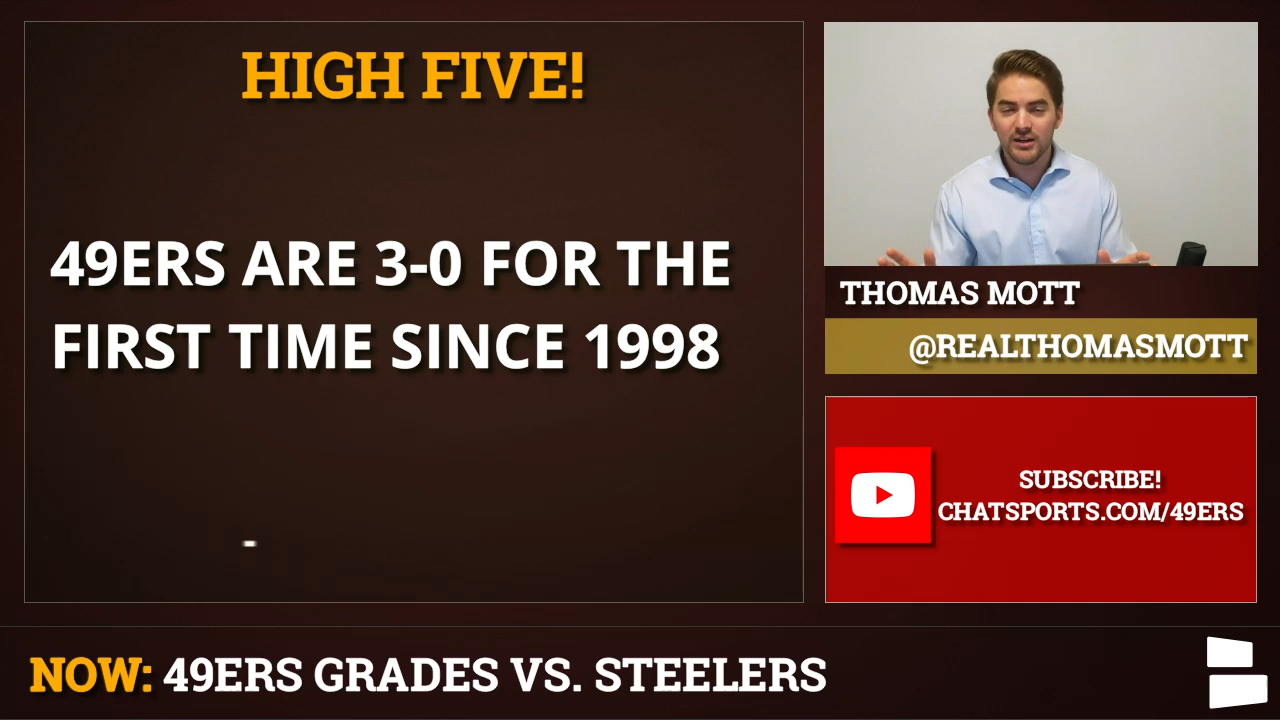 HIGH FIVE!
49ERS ARE 3-0 FOR THE
FIRST TIME SINCE 1998
THOMAS MOTT
@REALTHOMASMOTT
SUBSCRIBE!
CHATSPORTS.COM/49ERS
NOW: 49ERS GRADES VS. STEELERS